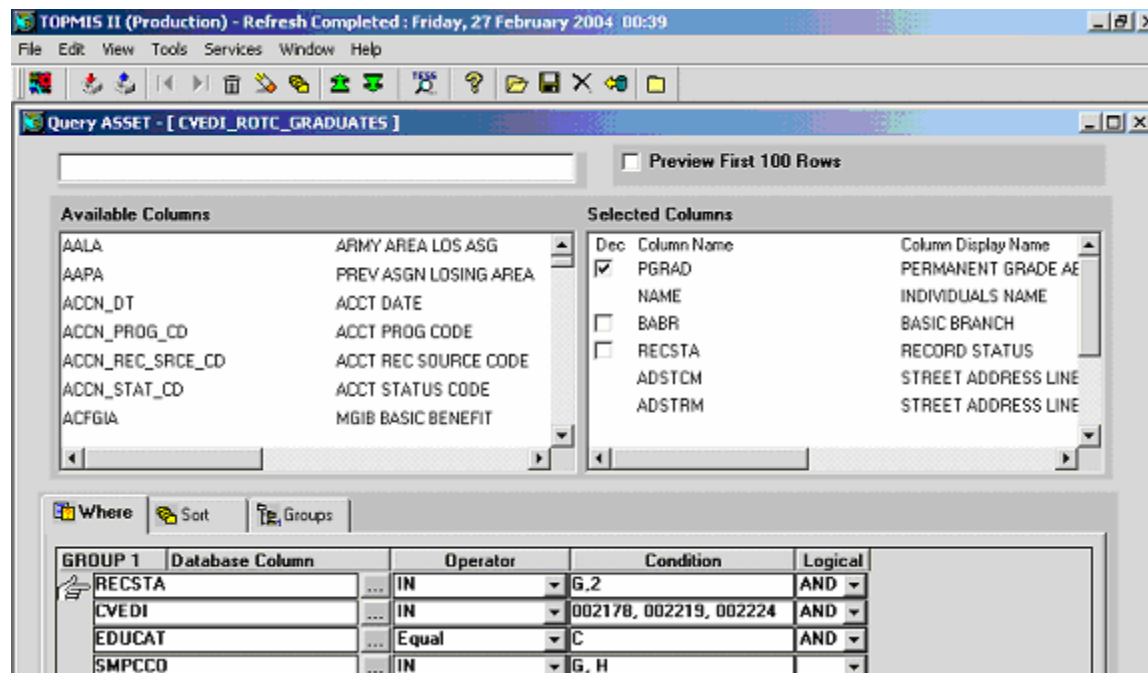 TOPMIS II (Production) - Refresh Completed : Friday, 27 February 2004 00:39
File Edit View Tools Services Window Help
Query ASSET - [ CVEDI_ROTC_GRADUATES ]
Preview First 100 Rows
Available Columns
Selected Columns
AALA ARMY AREA LOS ASG
AAPA PREV ASGN LOSING AREA
ACCN_DT ACCT DATE
ACCN_PROG_CD ACCT PROG CODE
ACCN_REC_SRCE_CD ACCT REC SOURCE CODE
ACCN_STAT_CD ACCT STATUS CODE
ACFGIA MGIB BASIC BENEFIT
Dec Column Name Column Display Name
PGRAD PERMANENT GRADE AB
NAME INDIVIDUALS NAME
BABR BASIC BRANCH
RECSTA RECORD STATUS
ADSTCM STREET ADDRESS LINE
ADSTRM STREET ADDRESS LINE
Where Sort Groups
GROUP 1 Database Column Operator Condition Logical
RECSTA ... IN G,2 AND
CVEDI ... IN 002178, 002219, 002224 AND
EDUCAT ... Equal C AND
SMPCCO ... IN G, H